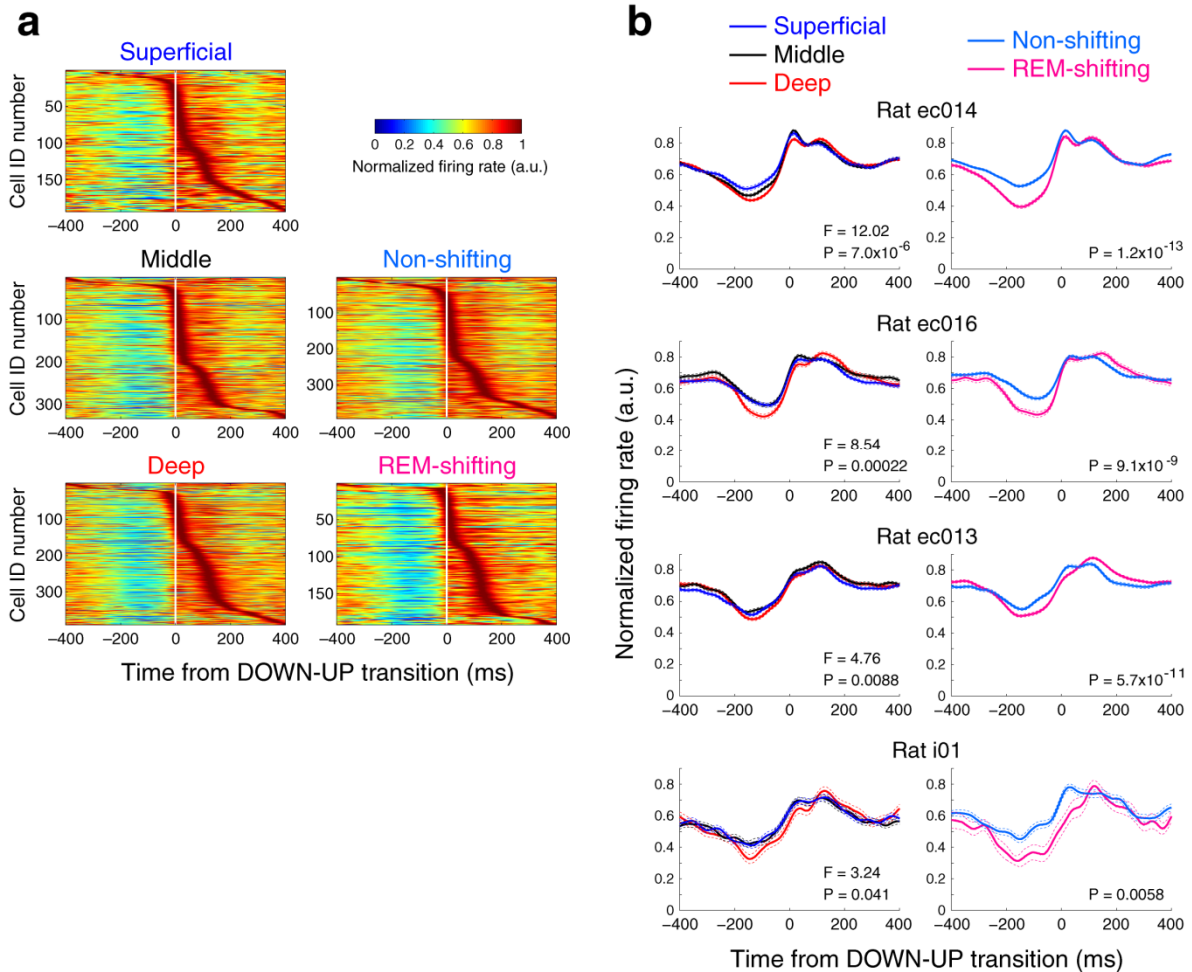 a
Superficial
Cell ID number
50
100
150
−400 −200 0 200 400
0 0.2 0.4 0.6 0.8 1
Normalized firing rate (a.u.)
Middle
Cell ID number
100
200
300
−400 −200 0 200 400
Non-shifting
100
200
300
−400 −200 0 200 400
Deep
Cell ID number
100
200
300
−400 −200 0 200 400
REM-shifting
50
100
150
−400 −200 0 200 400
Time from DOWN-UP transition (ms)
b
Superficial
Middle
Deep
Non-shifting
REM-shifting
Normalized firing rate (a.u.)
Rat ec014
0.8
0.6
0.4
0.2
0
F = 12.02
P = 7.0x10-6
−400 −200 0 200 400
0.8
0.6
0.4
0.2
0
P = 1.2x10-13
−400 −200 0 200 400
Rat ec016
0.8
0.6
0.4
0.2
0
F = 8.54
P = 0.00022
−400 −200 0 200 400
0.8
0.6
0.4
0.2
0
P = 9.1x10-9
−400 −200 0 200 400
Rat ec013
0.8
0.6
0.4
0.2
0
F = 4.76
P = 0.0088
−400 −200 0 200 400
0.8
0.6
0.4
0.2
0
P = 5.7x10-11
−400 −200 0 200 400
Rat i01
0.8
0.6
0.4
0.2
0
F = 3.24
P = 0.041
−400 −200 0 200 400
0.8
0.6
0.4
0.2
0
P = 0.0058
−400 −200 0 200 400
Time from DOWN-UP transition (ms)